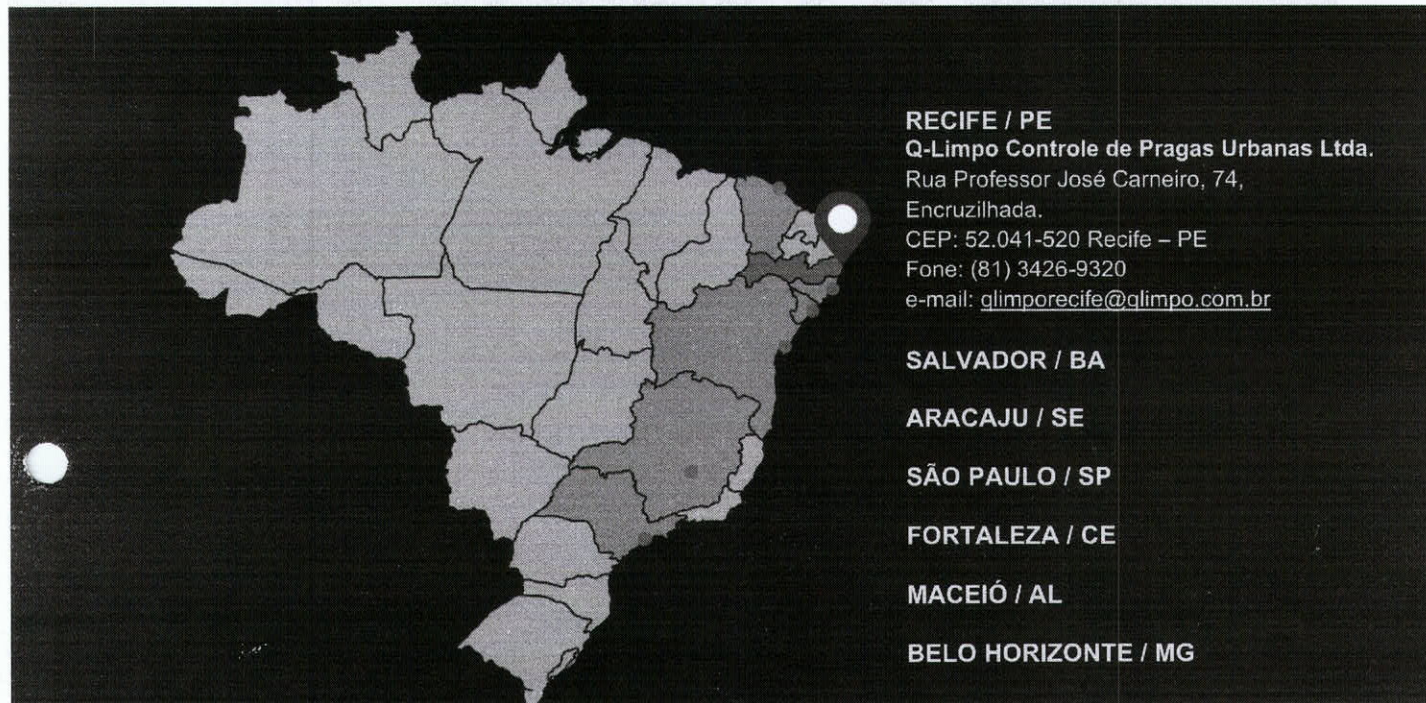 RECIFE / PE
Q-Limpo Controle de Pragas Urbanas Ltda.
Rua Professor José Carneiro, 74,
Encruzilhada.
CEP: 52.041-520 Recife – PE
Fone: (81) 3426-9320
e-mail: qlimporecife@qlimpo.com.br
SALVADOR / BA
ARACAJU / SE
SÃO PAULO / SP
FORTALEZA / CE
MACEIÓ / AL
BELO HORIZONTE / MG